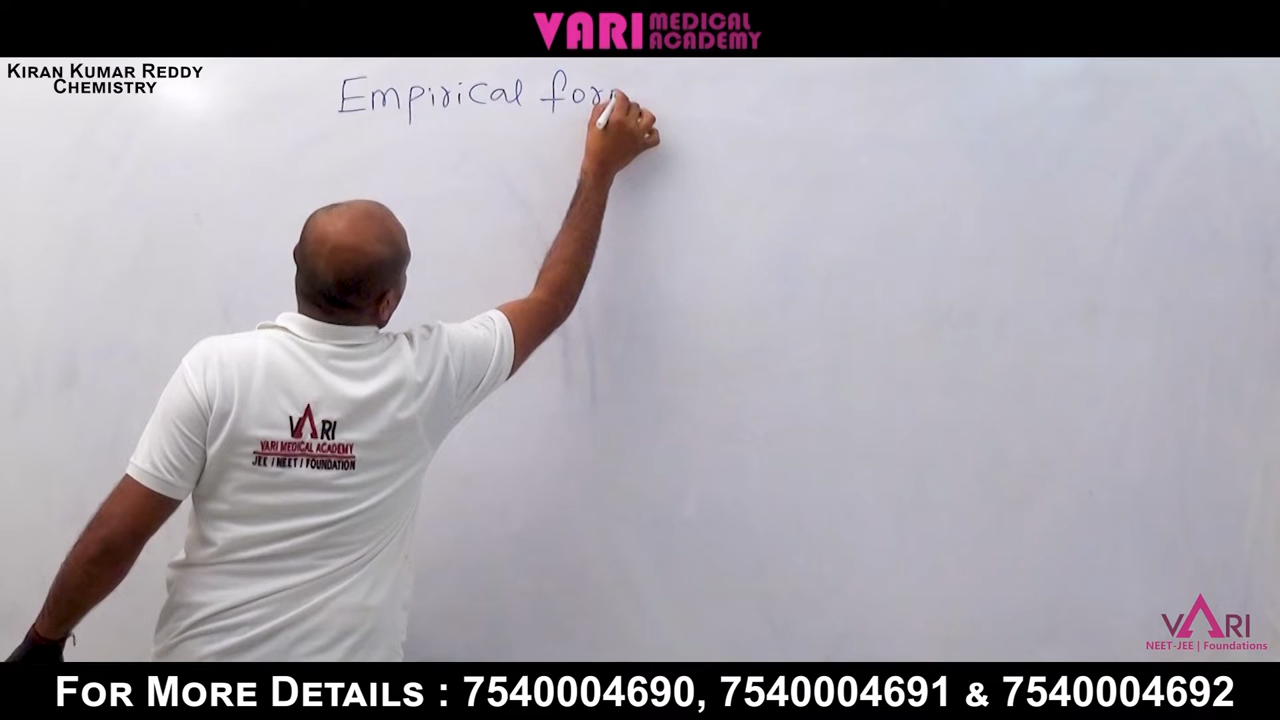 VARI MEDICAL ACADEMY
KIRAN KUMAR REDDY
CHEMISTRY
Empirical for
VARI
VARI MEDICAL ACADEMY
JEE / NEET / FOUNDATION
VARI
NEET-JEE | Foundations
FOR MORE DETAILS : 7540004690, 7540004691 & 7540004692